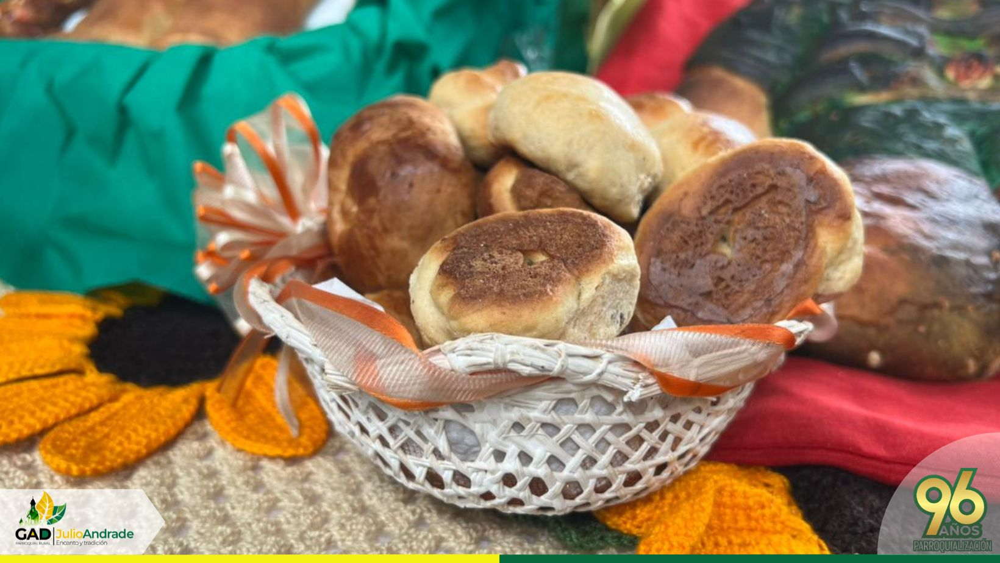 GAD
PARROQUIAL RURAL
JulioAndrade
Encanto y tradición
96
AÑOS
PARROQUIALIZACIÓN